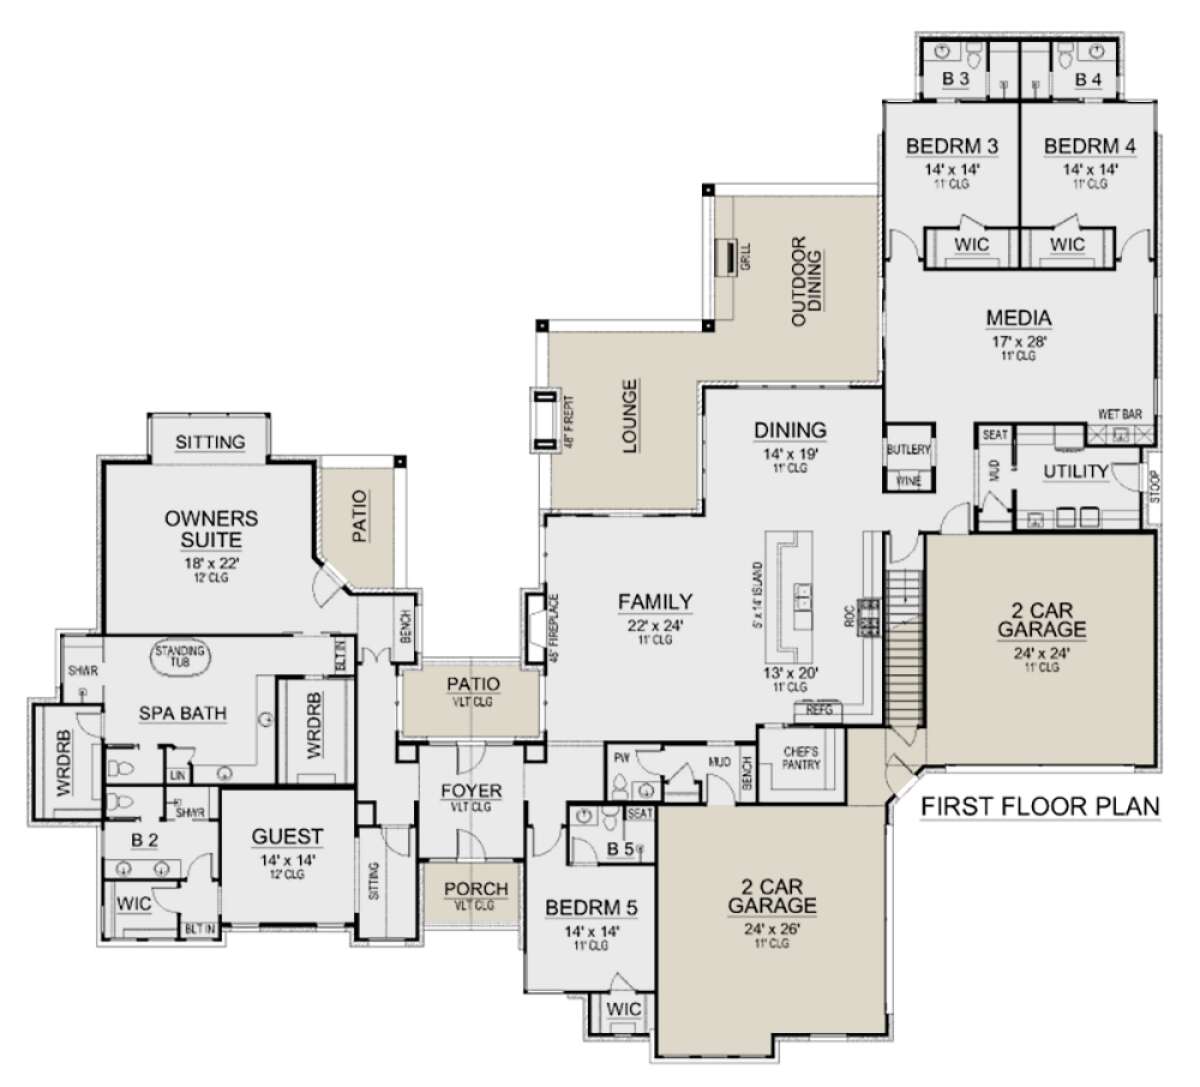 B 3
B 4
BEDRM 3
14' x 14'
11' CLG
BEDRM 4
14' x 14'
11' CLG
WIC
WIC
GRILL
OUTDOOR
DINING
MEDIA
17' x 28'
11' CLG
WET BAR
LOUNGE
48" FIREPIT
DINING
14' x 19'
11' CLG
BUTLERY
WINE
SEAT
MUD
UTILITY
STOOP
SITTING
OWNERS
SUITE
18' x 22'
12' CLG
PATIO
BENCH
BLT IN
FAMILY
22' x 24'
11' CLG
48" FIREPLACE
5' x 14' ISLAND
ROC
13' x 20'
11' CLG
REFG
2 CAR
GARAGE
24' x 24'
11' CLG
STANDING
TUB
SHWR
SPA BATH
WRDRB
WRDRB
LIN
PATIO
VLT CLG
FOYER
VLT CLG
PW
MUD
BENCH
CHEF'S
PANTRY
FIRST FLOOR PLAN
SHWR
B 2
GUEST
14' x 14'
12' CLG
SITTING
WIC
BLT IN
PORCH
VLT CLG
SEAT
B 5
BEDRM 5
14' x 14'
11' CLG
WIC
2 CAR
GARAGE
24' x 26'
11' CLG